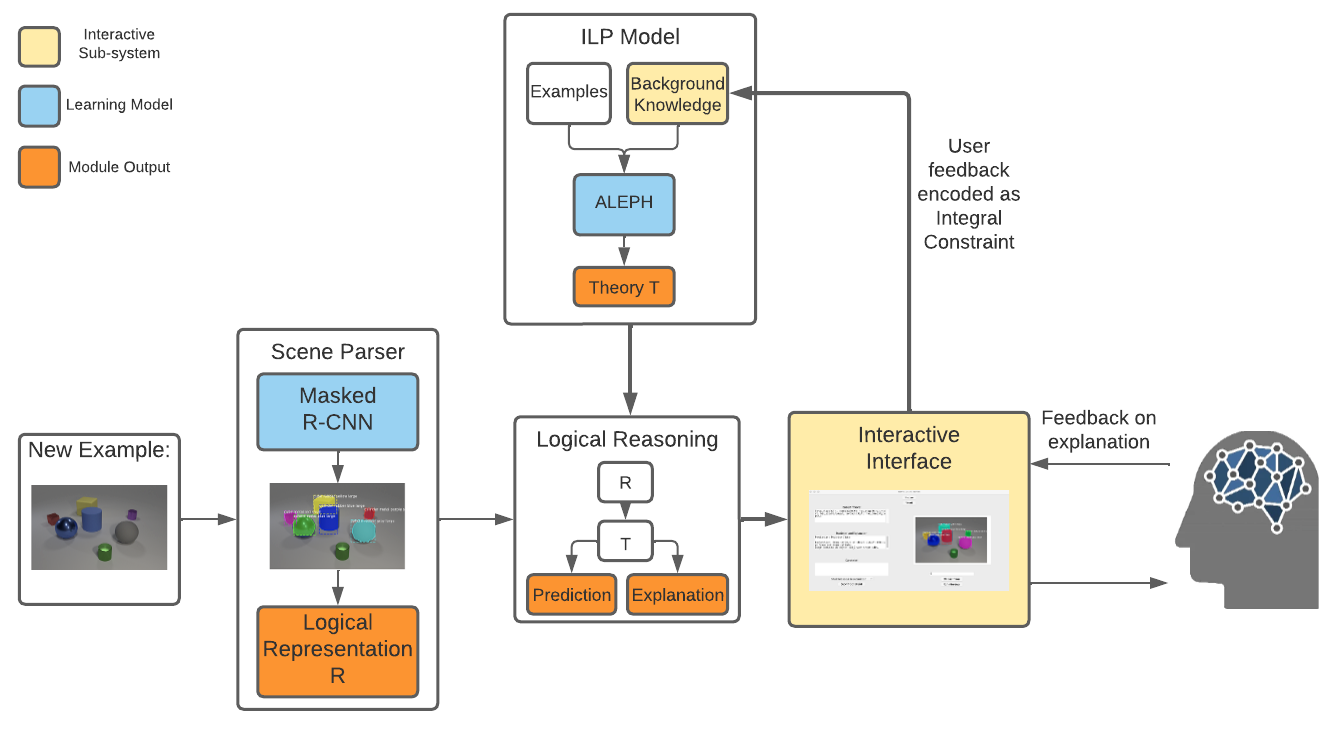 Interactive
Sub-system
Learning Model
Module Output
ILP Model
Examples
Background
Knowledge
ALEPH
Theory T
User
feedback
encoded as
Integral
Constraint
Scene Parser
Masked
R-CNN
Logical
Representation
R
New Example:
Logical Reasoning
R
T
Prediction
Explanation
Interactive
Interface
Feedback on
explanation